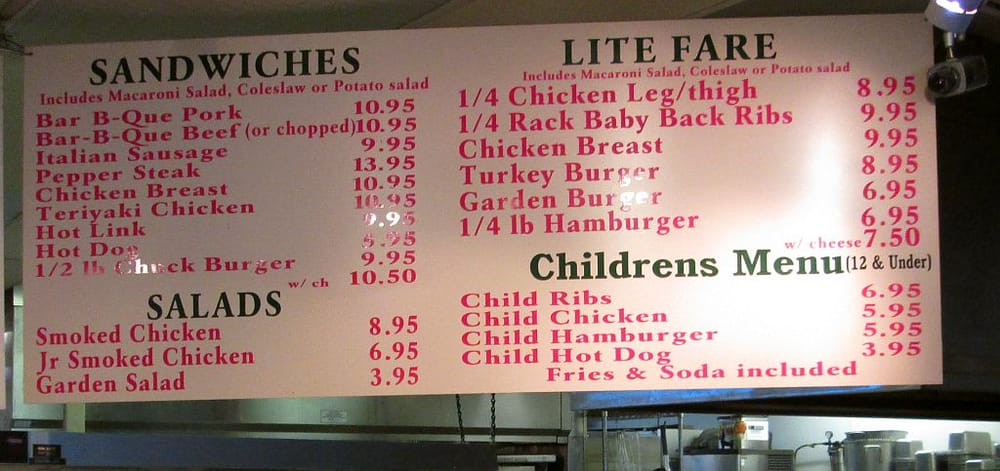 SANDWICHES
Includes Macaroni Salad, Coleslaw or Potato salad
Bar B-Que Pork 10.95
Bar-B-Que Beef (or chopped) 10.95
Italian Sausage 9.95
Pepper Steak 13.95
Chicken Breast 10.95
Teriyaki Chicken 10.95
Hot Link 9.95
Hot Dog 5.95
1/2 lb Chuck Burger 9.95
w/ ch 10.50
SALADS
Smoked Chicken 8.95
Jr Smoked Chicken 6.95
Garden Salad 3.95
LITE FARE
Includes Macaroni Salad, Coleslaw or Potato salad
1/4 Chicken Leg/thigh 8.95
1/4 Rack Baby Back Ribs 9.95
Chicken Breast 9.95
Turkey Burger 8.95
Garden Burger 6.95
1/4 lb Hamburger 6.95
w/ cheese 7.50
Childrens Menu (12 & Under)
Child Ribs 6.95
Child Chicken 5.95
Child Hamburger 5.95
Child Hot Dog 3.95
Fries & Soda included